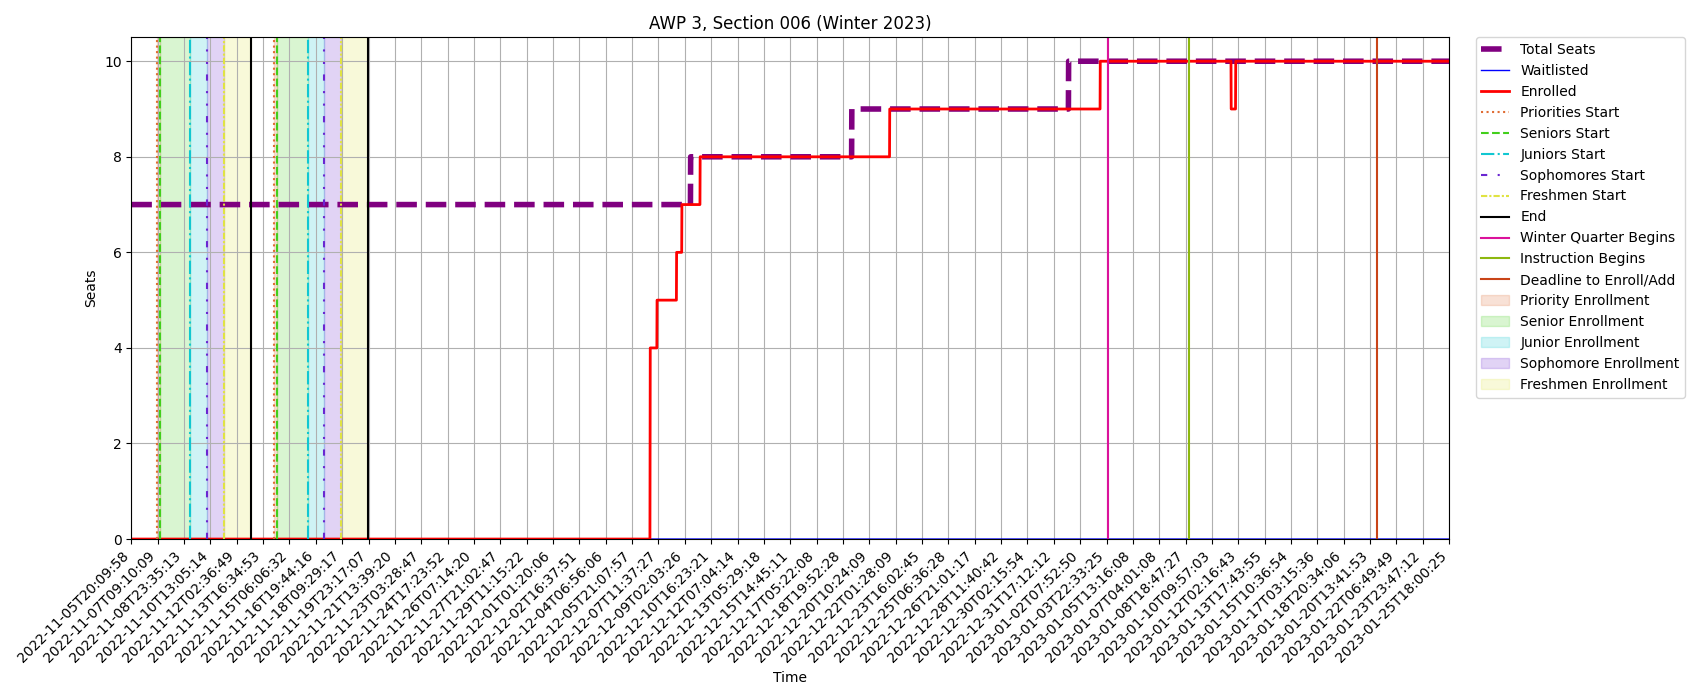 AWP 3, Section 006 (Winter 2023)
Seats
10
8
6
4
2
0
2022-11-05T20:09:58
2022-11-07T09:10:09
2022-11-08T23:35:13
2022-11-10T13:05:14
2022-11-12T02:36:49
2022-11-13T16:34:53
2022-11-15T06:06:32
2022-11-16T19:44:16
2022-11-18T09:29:17
2022-11-19T23:17:07
2022-11-21T13:39:20
2022-11-23T03:28:47
2022-11-24T17:23:52
2022-11-26T07:14:20
2022-11-27T21:02:47
2022-11-29T11:15:22
2022-12-01T01:20:06
2022-12-02T16:37:51
2022-12-04T06:56:06
2022-12-05T21:07:57
2022-12-07T11:37:27
2022-12-09T02:03:26
2022-12-10T16:23:21
2022-12-12T07:04:14
2022-12-13T05:29:18
2022-12-15T14:45:11
2022-12-17T05:22:08
2022-12-18T19:52:28
2022-12-20T10:24:09
2022-12-22T01:28:09
2022-12-23T16:02:45
2022-12-25T06:36:28
2022-12-26T21:01:17
2022-12-28T11:40:42
2022-12-30T02:15:54
2022-12-31T17:12:12
2023-01-02T07:52:50
2023-01-03T22:33:25
2023-01-05T13:16:08
2023-01-07T04:01:08
2023-01-08T18:47:27
2023-01-10T09:57:03
2023-01-12T02:16:43
2023-01-13T17:43:55
2023-01-15T10:36:54
2023-01-17T03:15:36
2023-01-18T20:34:06
2023-01-20T13:41:53
2023-01-22T06:49:49
2023-01-23T23:47:12
2023-01-25T18:00:25
Time
Total Seats
Waitlisted
Enrolled
Priorities Start
Seniors Start
Juniors Start
Sophomores Start
Freshmen Start
End
Winter Quarter Begins
Instruction Begins
Deadline to Enroll/Add
Priority Enrollment
Senior Enrollment
Junior Enrollment
Sophomore Enrollment
Freshmen Enrollment